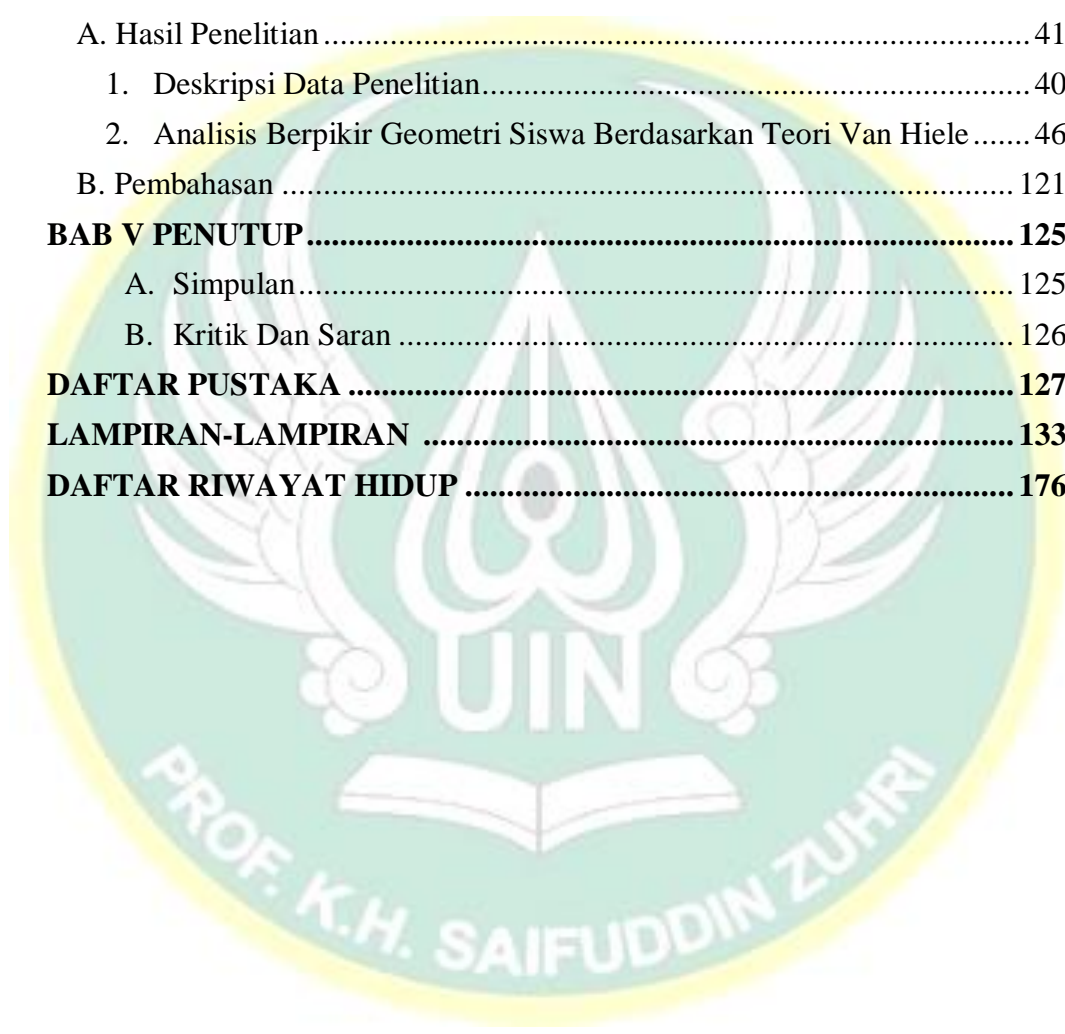 A. Hasil Penelitian ........................................................................................ 41
1. Deskripsi Data Penelitian..................................................................... 40
2. Analisis Berpikir Geometri Siswa Berdasarkan Teori Van Hiele ....... 46
B. Pembahasan ............................................................................................ 121
BAB V PENUTUP........................................................................................ 125
A. Simpulan........................................................................................... 125
B. Kritik Dan Saran .............................................................................. 126
DAFTAR PUSTAKA ................................................................................... 127
LAMPIRAN-LAMPIRAN .......................................................................... 133
DAFTAR RIWAYAT HIDUP ..................................................................... 176
UIN
PROF. K.H. SAIFUDDIN ZUHRI